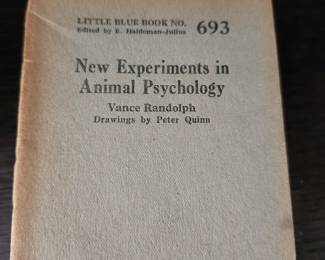 LITTLE BLUE BOOK NO. 693
Edited by E. Haldeman-Julius
New Experiments in
Animal Psychology
Vance Randolph
Drawings by Peter Quinn